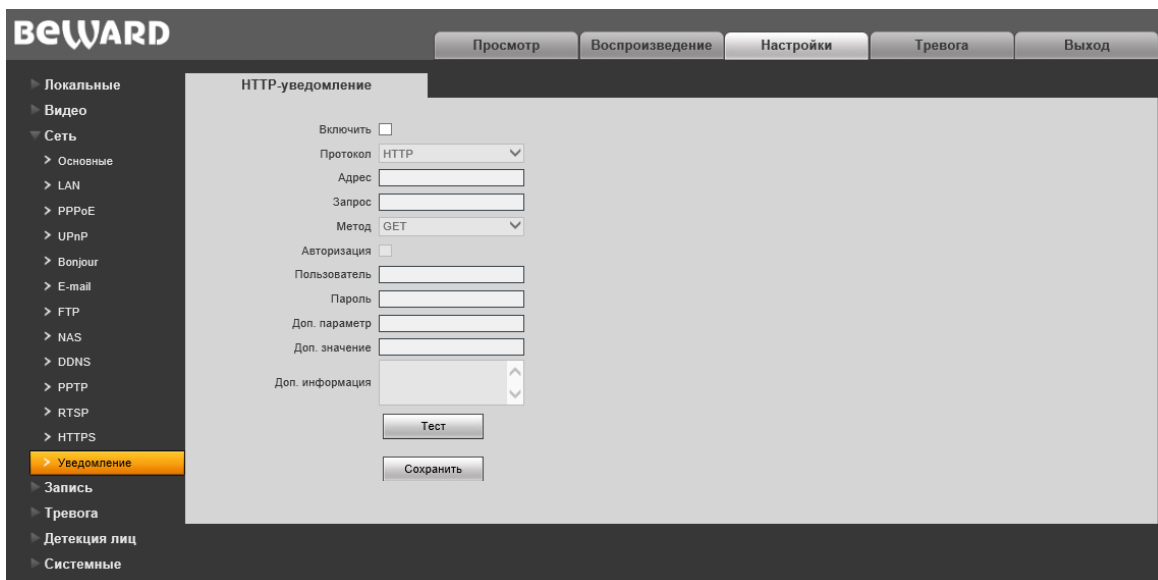 BEWARD
Просмотр
Воспроизведение
Настройки
Тревога
Выход
Локальные
Видео
Сеть
Основные
LAN
PPPoE
UPnP
Bonjour
E-mail
FTP
NAS
DDNS
PPTP
RTSP
HTTPS
Уведомление
Запись
Тревога
Детекция лиц
Системные
HTTP-уведомление
Включить
Протокол HTTP
Адрес
Запрос
Метод GET
Авторизация
Пользователь
Пароль
Доп. параметр
Доп. значение
Доп. информация
Тест
Сохранить